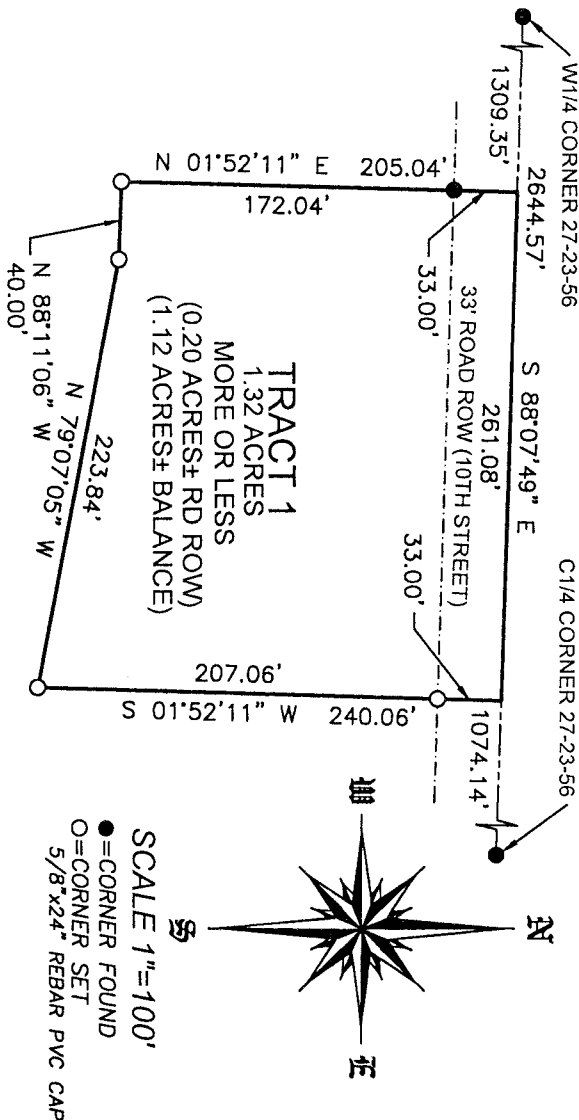 W1/4 CORNER 27-23-56
C1/4 CORNER 27-23-56
2644.57'
S 88°07'49" E
1309.35'
261.08'
1074.14'
33' ROAD ROW (10TH STREET)
33.00'
33.00'
N 01°52'11" E 205.04'
172.04'
TRACT 1
1.32 ACRES
MORE OR LESS
(0.20 ACRES± RD ROW)
(1.12 ACRES± BALANCE)
207.06'
S 01°52'11" W 240.06'
223.84'
N 79°07'05" W
N 88°11'06" W
40.00'
N
W
E
S
SCALE 1"=100'
●=CORNER FOUND
○=CORNER SET
5/8"x24" REBAR PVC CAP